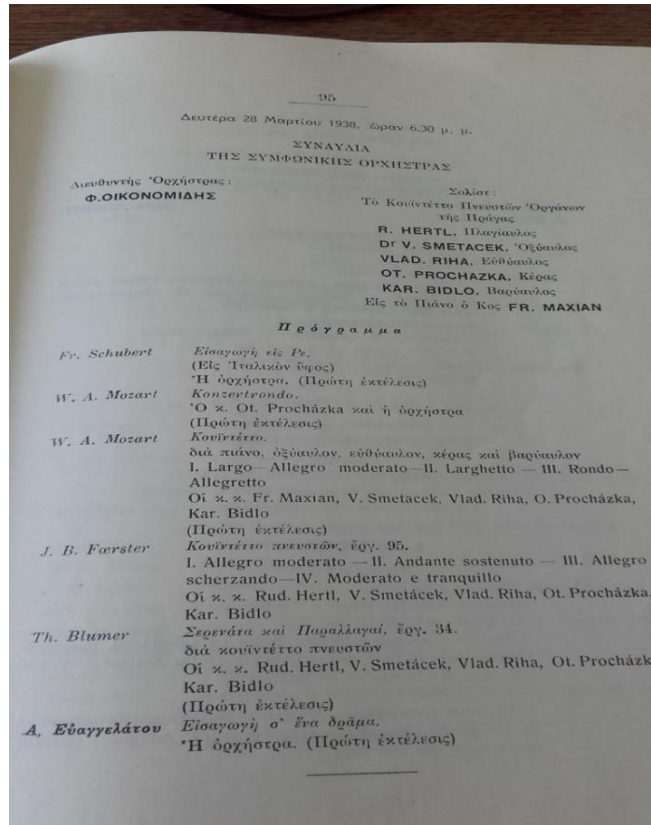 95
Δευτέρα 28 Μαρτίου 1938, ὥραν 6.30 μ. μ.
ΣΥΝΑΥΛΙΑ
ΤΗΣ ΣΥΜΦΩΝΙΚΗΣ ΟΡΧΗΣΤΡΑΣ
Διευθυντὴς Ὀρχήστρας :
Φ.ΟΙΚΟΝΟΜΙΔΗΣ
Σολίστ :
Τὸ Κουϊντέττο Πνευστῶν Ὀργάνων
τῆς Πράγας
R. HERTL, Πλαγίαυλος
Dr V. SMETACEK, Ὀξύαυλος
VLAD. RIHA, Εὐθύαυλος
OT. PROCHAZKA, Κέρας
KAR. BIDLO, Βαρύαυλος
Εἰς τὸ Πιάνο ὁ Κος FR. MAXIAN
Πρόγραμμα
Fr. Schubert Εἰσαγωγὴ εἰς Ρε.
(Εἰς Ἰταλικὸν ὕφος)
Ἡ ὀρχήστρα. (Πρώτη ἐκτέλεσις)
W. A. Mozart Konzertrondo.
Ὁ κ. Ot. Procházka καὶ ἡ ὀρχήστρα
(Πρώτη ἐκτέλεσις)
W. A. Mozart Κουϊντέττο.
διὰ πιάνο, ὀξύαυλον, εὐθύαυλον, κέρας καὶ βαρύαυλον
I. Largo—Allegro moderato—II. Larghetto — III. Rondo—
Allegretto
Οἱ κ. κ. Fr. Maxian, V. Smetacek, Vlad. Riha, O. Procházka,
Kar. Bidlo
(Πρώτη ἐκτέλεσις)
J. B. Fœrster Κουϊντέττο πνευστῶν, ἔργ. 95.
I. Allegro moderato — II. Andante sostenuto — III. Allegro
scherzando—IV. Moderato e tranquillo
Οἱ κ. κ. Rud. Hertl, V. Smetácek, Vlad. Riha, Ot. Procházka,
Kar. Bidlo
Th. Blumer Σερενάτα καὶ Παραλλαγαί, ἔργ. 34.
διὰ κουϊντέττο πνευστῶν
Οἱ κ. κ. Rud. Hertl, V. Smetácek, Vlad. Riha, Ot. Procházk
Kar. Bidlo
(Πρώτη ἐκτέλεσις)
Α. Εὐαγγελάτου Εἰσαγωγὴ σ' ἕνα δρᾶμα.
Ἡ ὀρχήστρα. (Πρώτη ἐκτέλεσις)